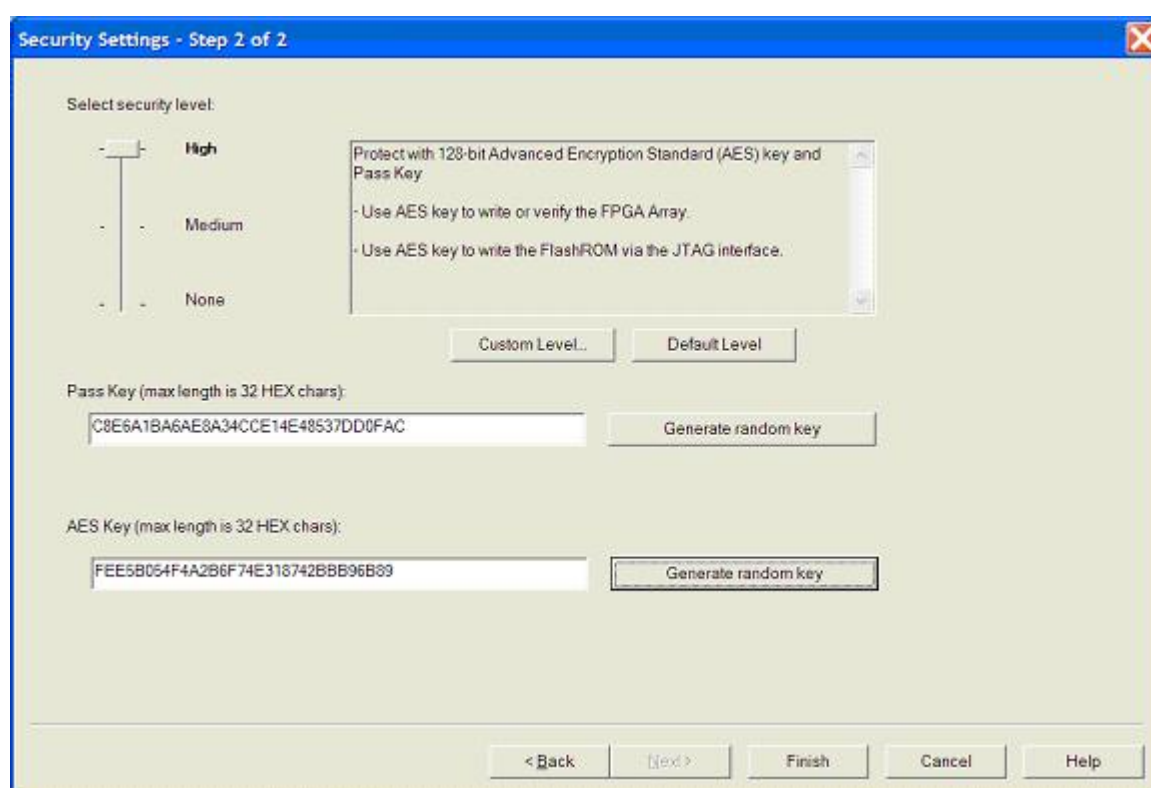 Security Settings - Step 2 of 2
Select security level:
High
Medium
None
Protect with 128-bit Advanced Encryption Standard (AES) key and
Pass Key
- Use AES key to write or verify the FPGA Array.
- Use AES key to write the FlashROM via the JTAG interface.
Custom Level...
Default Level
Pass Key (max length is 32 HEX chars):
C8E6A1BA6AE8A34CCE14E48537DD0FAC
Generate random key
AES Key (max length is 32 HEX chars):
FEE5B054F4A2B6F74E318742BBB96B89
Generate random key
< Back
Next >
Finish
Cancel
Help